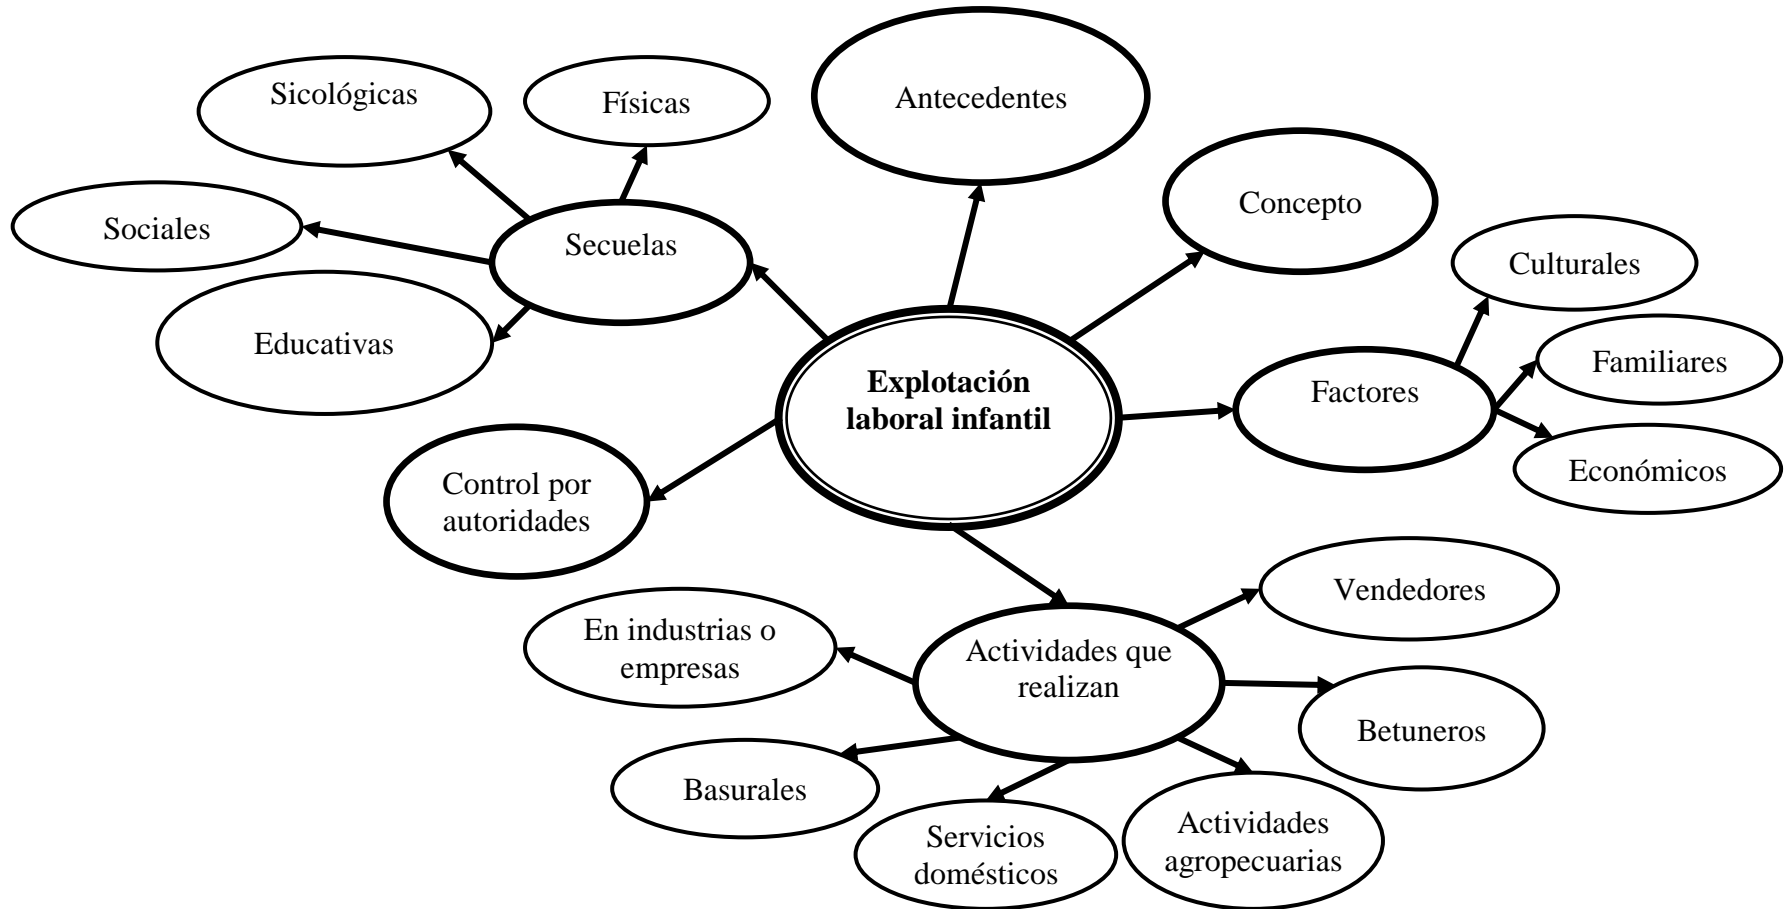 Antecedentes
Sicológicas
Físicas
Concepto
Sociales
Secuelas
Culturales
Educativas
Familiares
Explotación
laboral infantil
Factores
Económicos
Control por
autoridades
Vendedores
En industrias o
empresas
Actividades que
realizan
Betuneros
Basurales
Servicios
domésticos
Actividades
agropecuarias